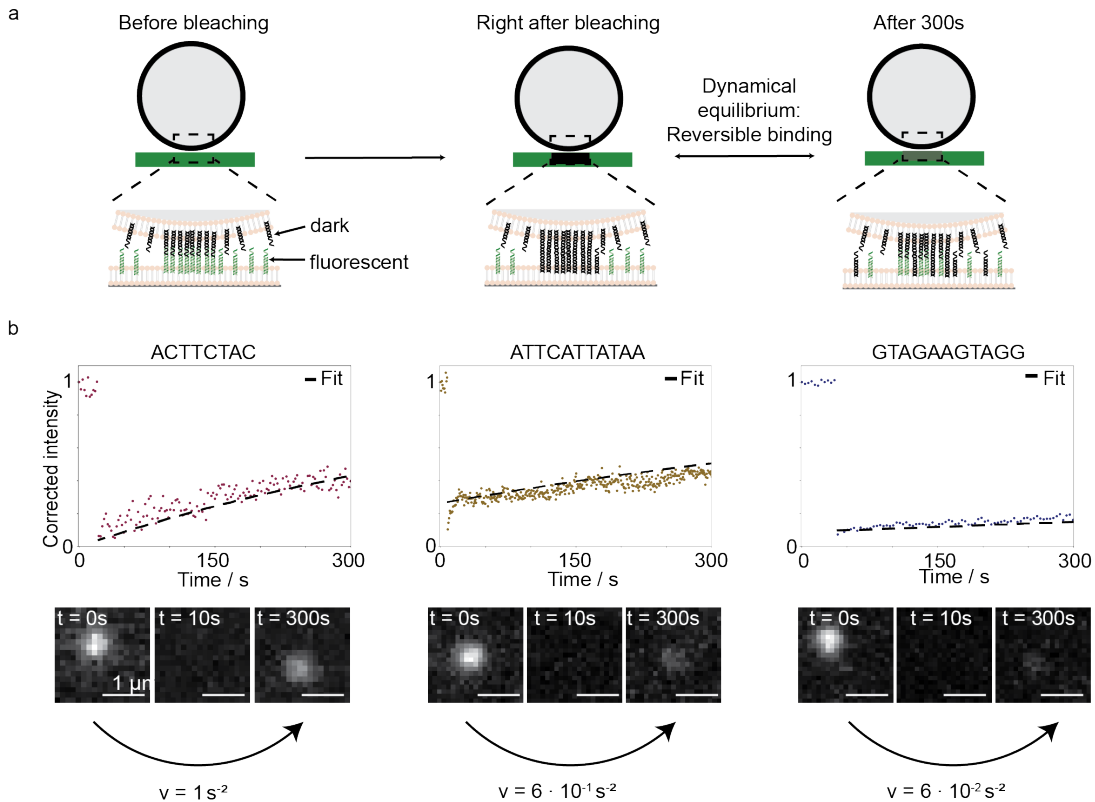 a
Before bleaching
Right after bleaching
After 300s
Dynamical
equilibrium:
Reversible binding
dark
fluorescent
b
ACTTCTAC
ATTCATTATAA
GTAGAAGTAGG
1
Fit
1
Fit
1
Fit
Corrected intensity
0
0
0
0
150
300
0
150
300
0
150
300
Time / s
Time / s
Time / s
t = 0s
t = 10s
t = 300s
t = 0s
t = 10s
t = 300s
t = 0s
t = 10s
t = 300s
1 μm
v = 1 s⁻²
v = 6 · 10⁻¹ s⁻²
v = 6 · 10⁻² s⁻²